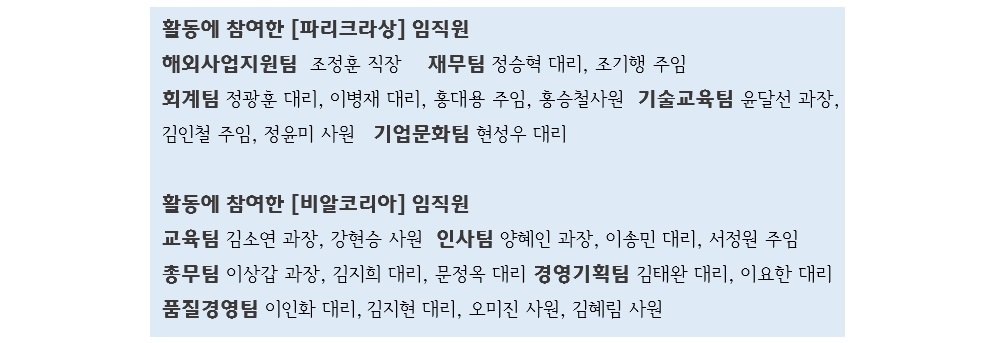 활동에 참여한 [파리크라상] 임직원
해외사업지원팀 조정훈 직장 재무팀 정승혁 대리, 조기행 주임
회계팀 정광훈 대리, 이병재 대리, 홍대용 주임, 홍승철사원 기술교육팀 윤달선 과장,
김인철 주임, 정윤미 사원 기업문화팀 현성우 대리
활동에 참여한 [비알코리아] 임직원
교육팀 김소연 과장, 강현승 사원 인사팀 양혜인 과장, 이송민 대리, 서정원 주임
총무팀 이상갑 과장, 김지희 대리, 문정옥 대리 경영기획팀 김태완 대리, 이요한 대리
품질경영팀 이인화 대리, 김지현 대리, 오미진 사원, 김혜림 사원